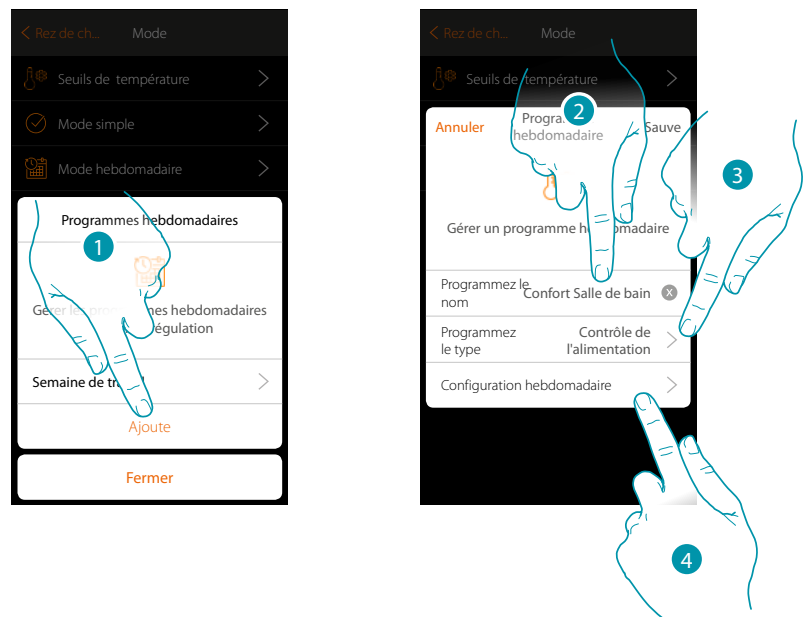 Rez de ch... Mode
Seuils de température
Mode simple
Mode hebdomadaire
Programmes hebdomadaires
1
Gérer les hebdomadaires
régulation
Semaine de
Ajoute
Fermer
Rez de ch... Mode
Seuils de température
2
Annuler
hebdomadaire
Sauve
3
Gérer un programme
Programmez le
nom
Confort Salle de bain
x
Programmez
le type
Contrôle de
l'alimentation
Configuration hebdomadaire
4